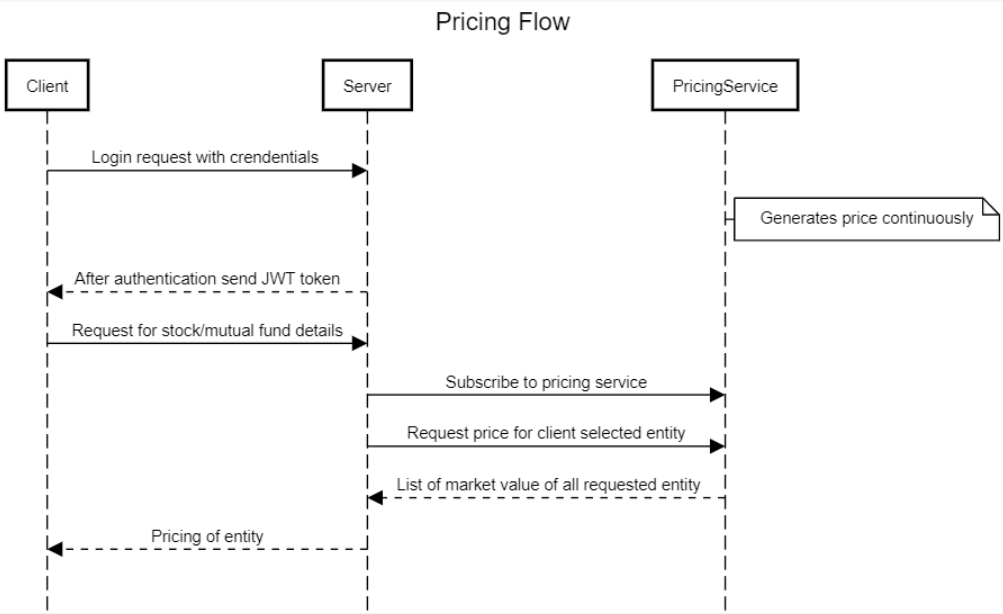 Pricing Flow
Client
Server
PricingService
Login request with crendentials
Generates price continuously
After authentication send JWT token
Request for stock/mutual fund details
Subscribe to pricing service
Request price for client selected entity
List of market value of all requested entity
Pricing of entity